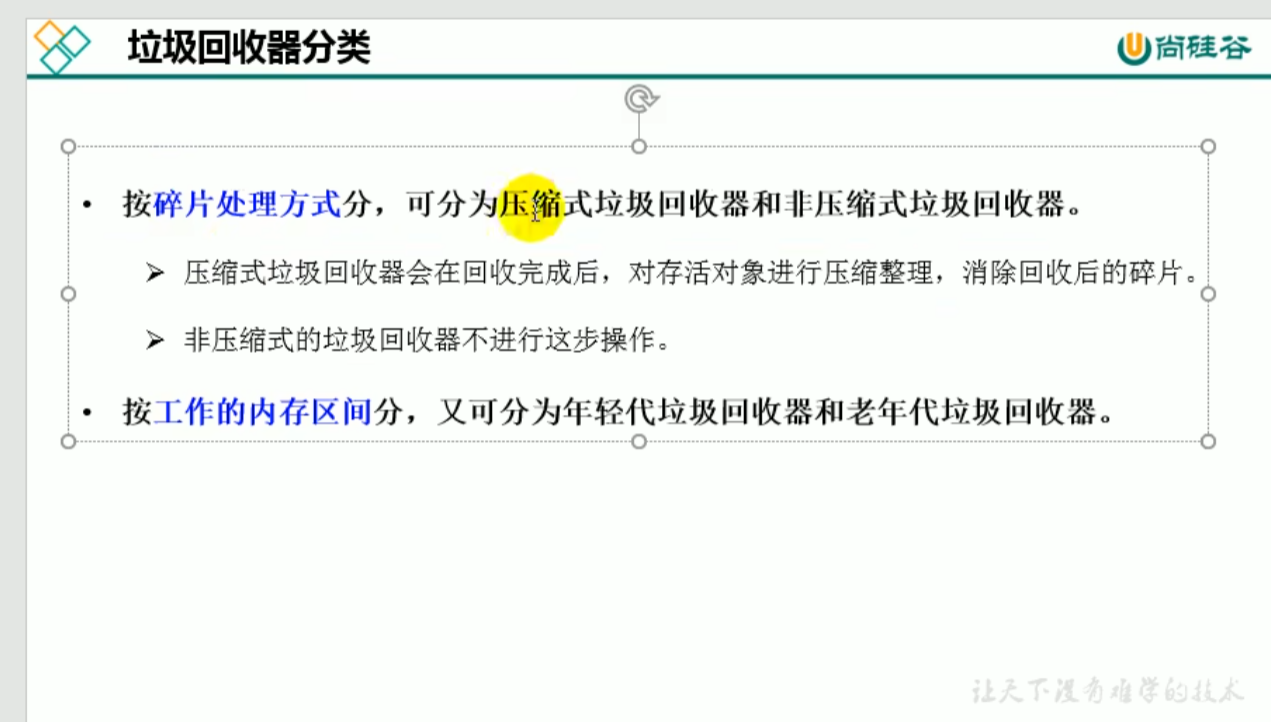 垃圾回收器分类
尚硅谷
• 按碎片处理方式分，可分为压缩式垃圾回收器和非压缩式垃圾回收器。
➢ 压缩式垃圾回收器会在回收完成后，对存活对象进行压缩整理，消除回收后的碎片。
➢ 非压缩式的垃圾回收器不进行这步操作。
• 按工作的内存区间分，又可分为年轻代垃圾回收器和老年代垃圾回收器。
让天下没有难学的技术